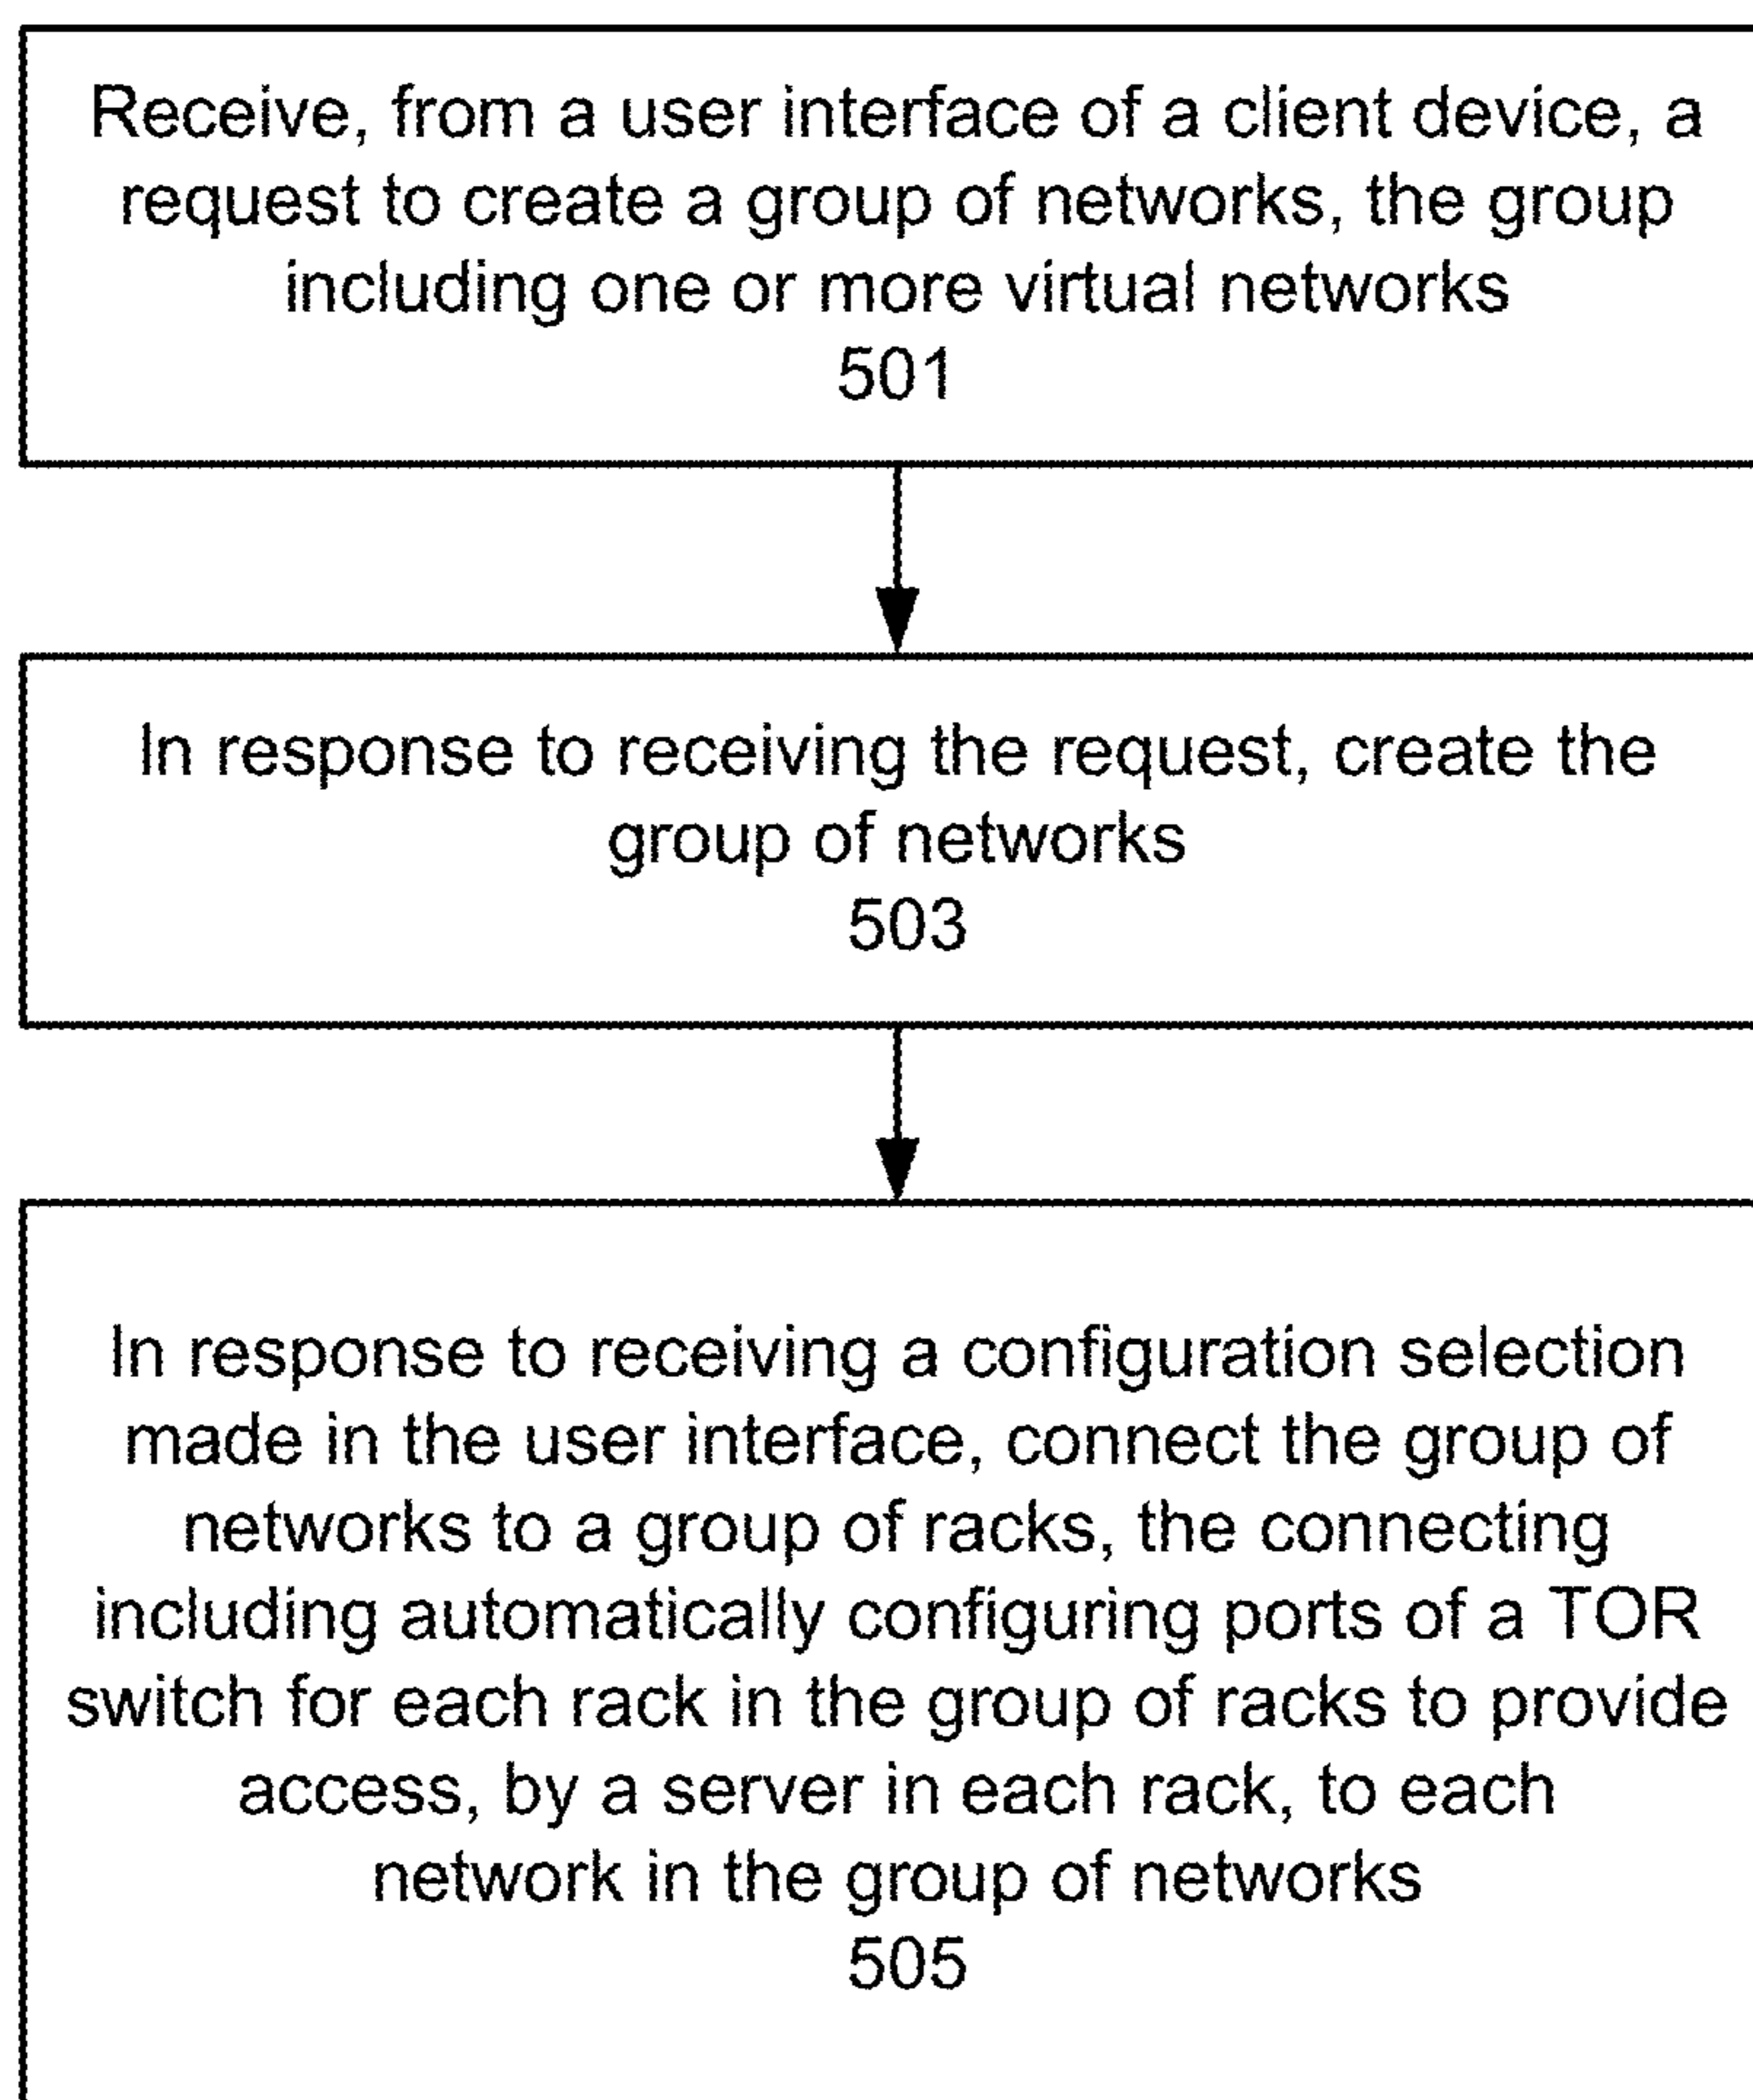 Receive, from a user interface of a client device, a
request to create a group of networks, the group
including one or more virtual networks
501
In response to receiving the request, create the
group of networks
503
In response to receiving a configuration selection
made in the user interface, connect the group of
networks to a group of racks, the connecting
including automatically configuring ports of a TOR
switch for each rack in the group of racks to provide
access, by a server in each rack, to each
network in the group of networks
505